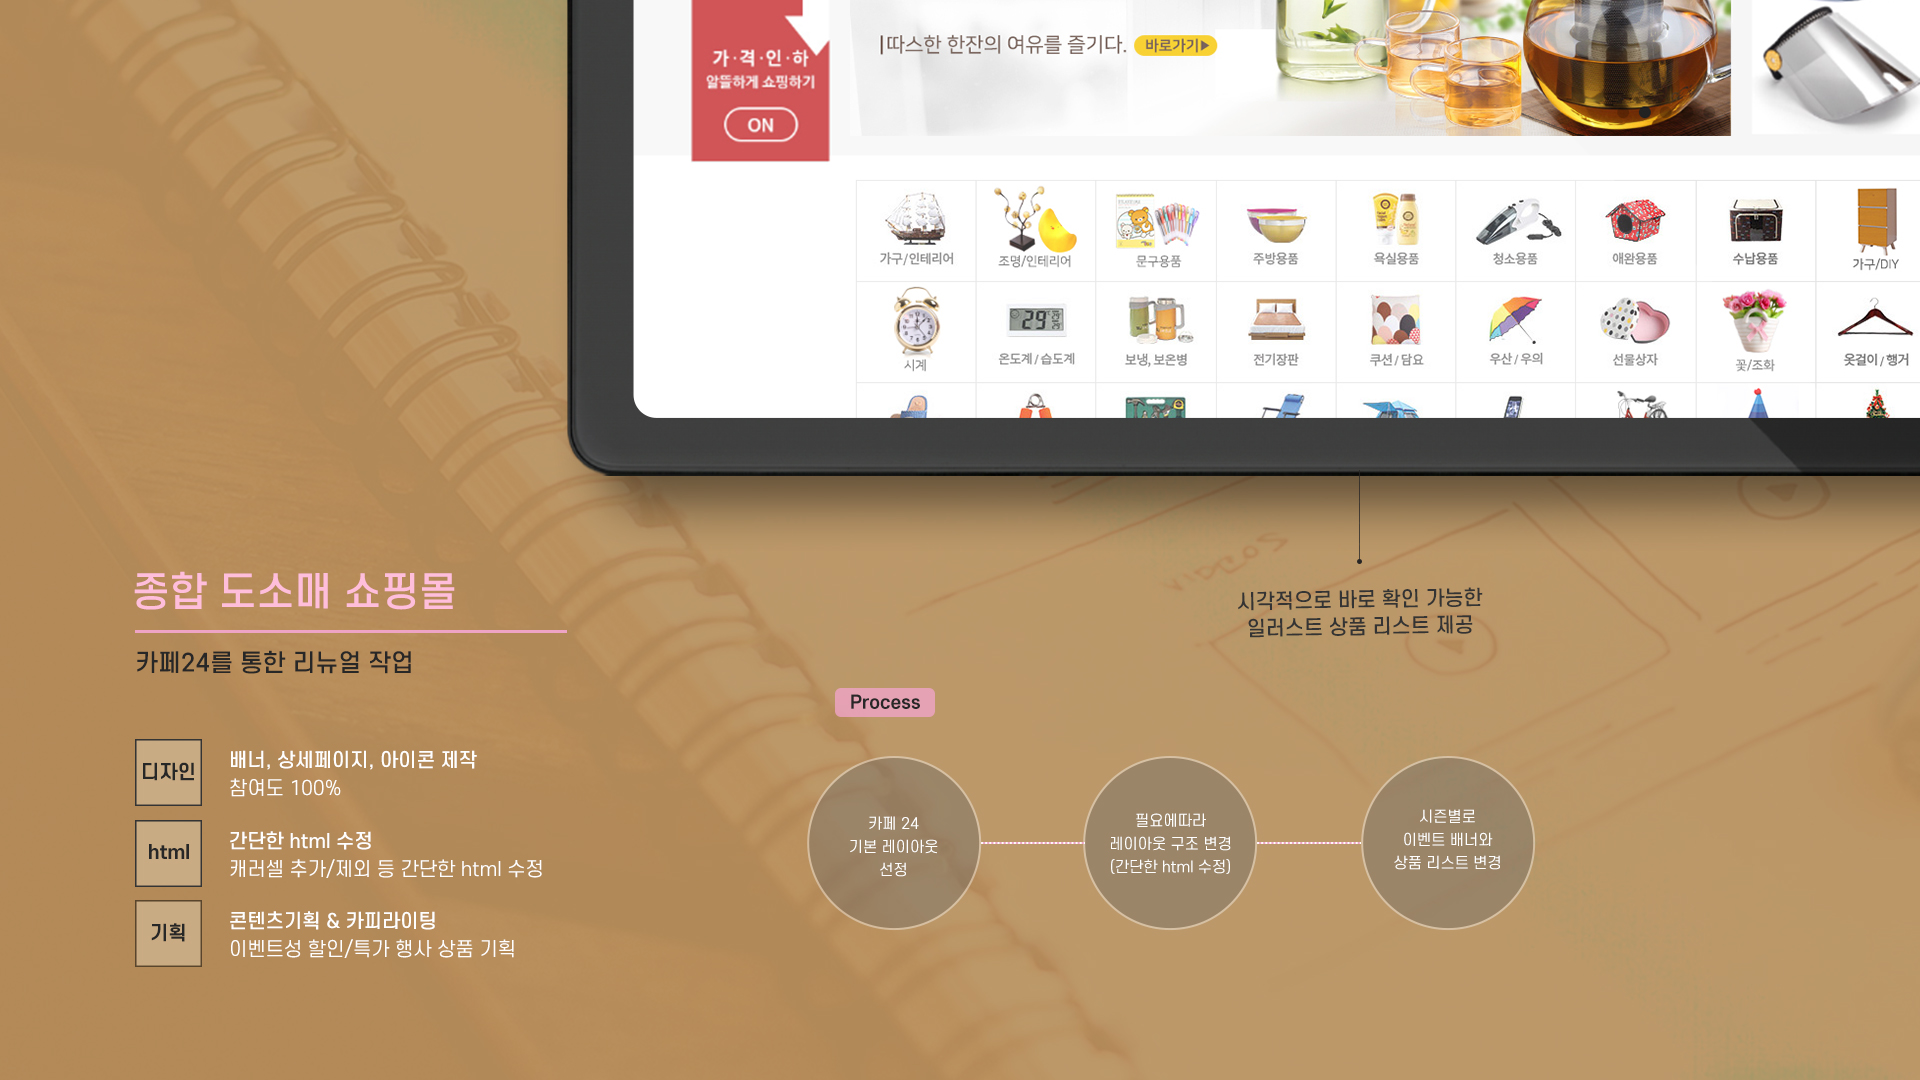 따스한 한잔의 여유를 즐기다. 바로가기▶
가·격·인·하
알뜰하게 쇼핑하기
ON
가구/인테리어 조명/인테리어 문구용품 주방용품 욕실용품 청소용품 애완용품 수납용품 가구/DIY
29
시계 온도계/습도계 보냉, 보온병 전기장판 쿠션/담요 우산/우의 선물상자 꽃/조화 옷걸이/행거
VIDEOS
시각적으로 바로 확인 가능한
일러스트 상품 리스트 제공
종합 도소매 쇼핑몰
카페24를 통한 리뉴얼 작업
디자인
배너, 상세페이지, 아이콘 제작
참여도 100%
html
간단한 html 수정
캐러셀 추가/제외 등 간단한 html 수정
기획
콘텐츠기획 & 카피라이팅
이벤트성 할인/특가 행사 상품 기획
Process
카페 24
기본 레이아웃
선정
필요에따라
레이아웃 구조 변경
(간단한 html 수정)
시즌별로
이벤트 배너와
상품 리스트 변경